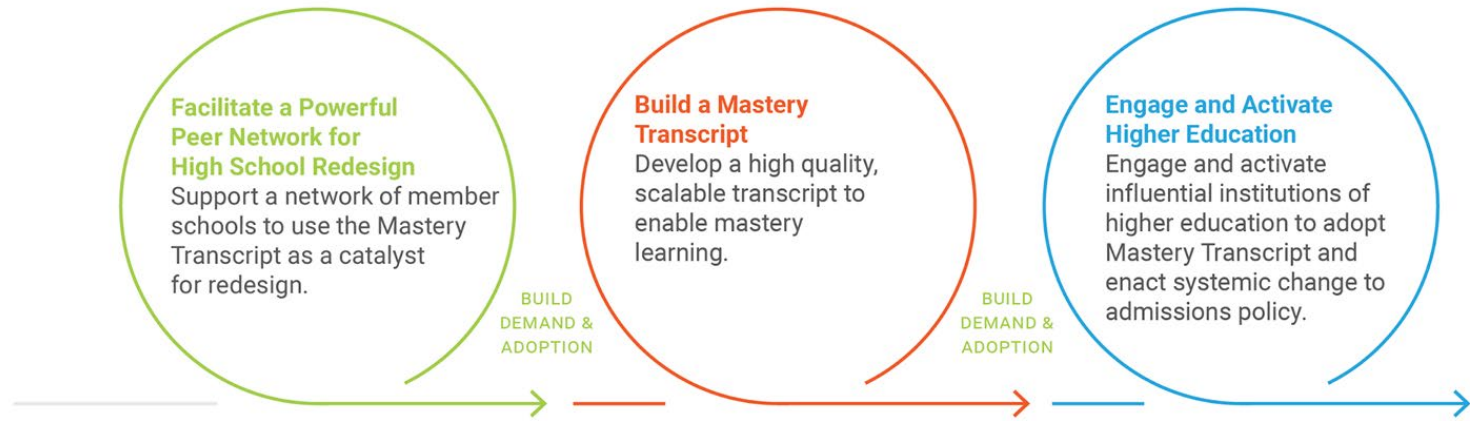 Facilitate a Powerful
Peer Network for
High School Redesign
Support a network of member
schools to use the Mastery
Transcript as a catalyst
for redesign.
BUILD
DEMAND &
ADOPTION
Build a Mastery
Transcript
Develop a high quality,
scalable transcript to
enable mastery
learning.
BUILD
DEMAND &
ADOPTION
Engage and Activate
Higher Education
Engage and activate
influential institutions of
higher education to adopt
Mastery Transcript and
enact systemic change to
admissions policy.